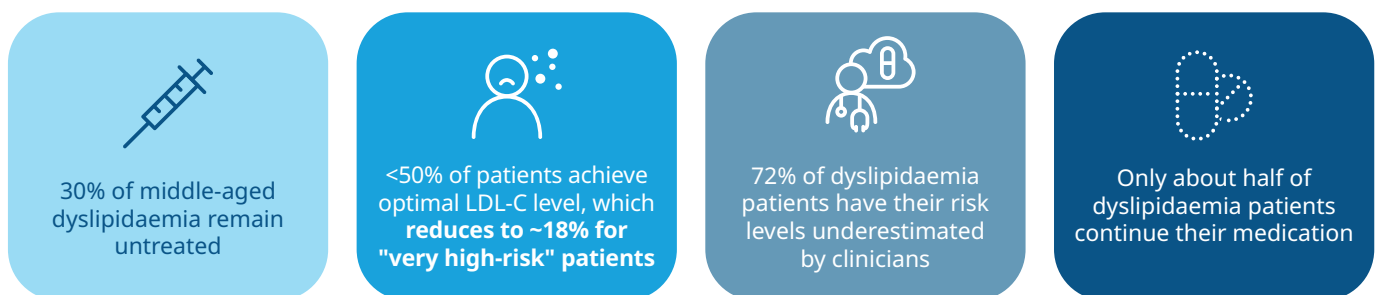 30% of middle-aged
dyslipidaemia remain
untreated
<50% of patients achieve
optimal LDL-C level, which
reduces to ~18% for
"very high-risk" patients
72% of dyslipidaemia
patients have their risk
levels underestimated
by clinicians
Only about half of
dyslipidaemia patients
continue their medication